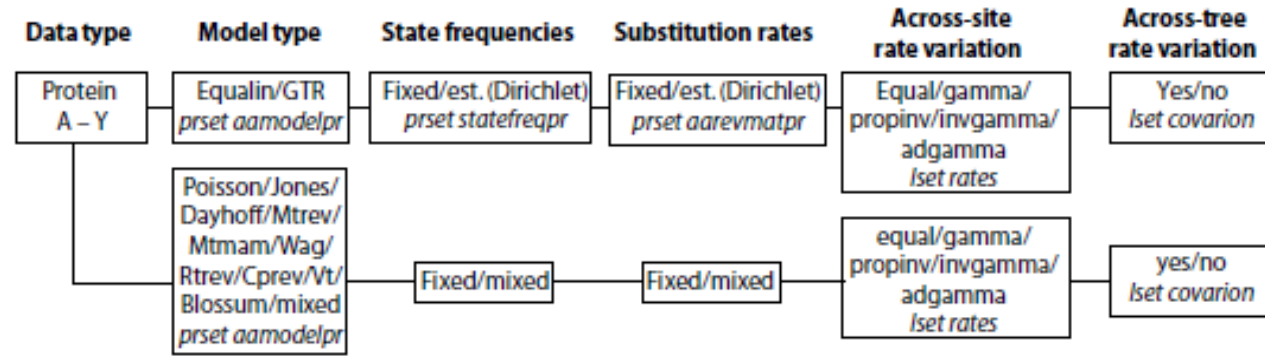 Data type
Model type
State frequencies
Substitution rates
Across-site
rate variation
Across-tree
rate variation
Protein
A – Y
Equalin/GTR
prset aamodelpr
Fixed/est. (Dirichlet)
prset statefreqpr
Fixed/est. (Dirichlet)
prset aarevmatpr
Equal/gamma/
propinv/invgamma/
adgamma
lset rates
Yes/no
lset covarion
Poisson/Jones/
Dayhoff/Mtrev/
Mtmam/Wag/
Rtrev/Cprev/Vt/
Blossum/mixed
prset aamodelpr
Fixed/mixed
Fixed/mixed
equal/gamma/
propinv/invgamma/
adgamma
lset rates
yes/no
lset covarion